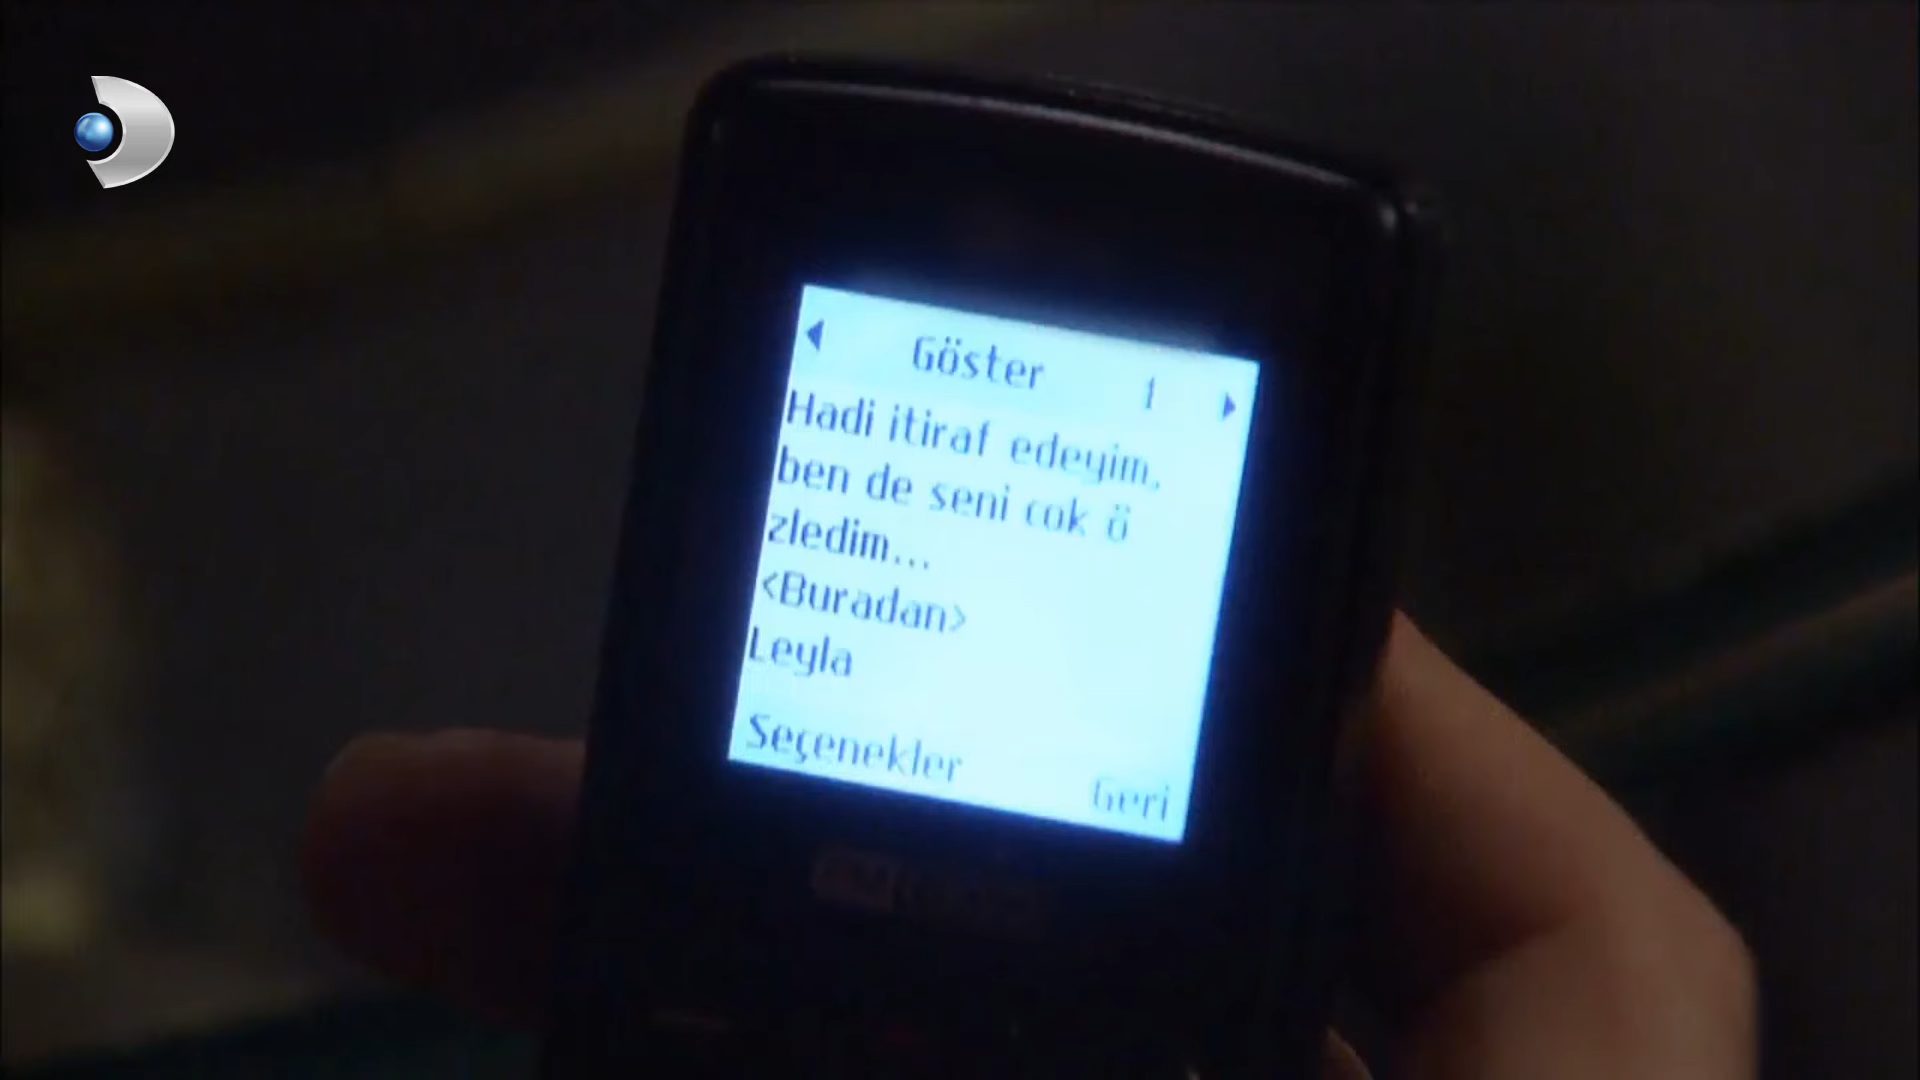 Göster 1
Hadi itiraf edeyim,
ben de seni cok ö
zledim...
<Buradan>
Leyla
Seçenekler Geri